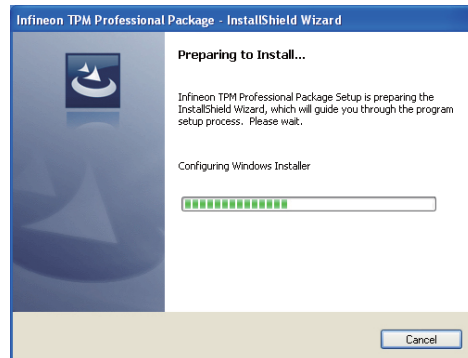 Infineon TPM Professional Package - InstallShield Wizard
Preparing to Install...
Infineon TPM Professional Package Setup is preparing the
InstallShield Wizard, which will guide you through the program
setup process. Please wait.
Configuring Windows Installer
Cancel